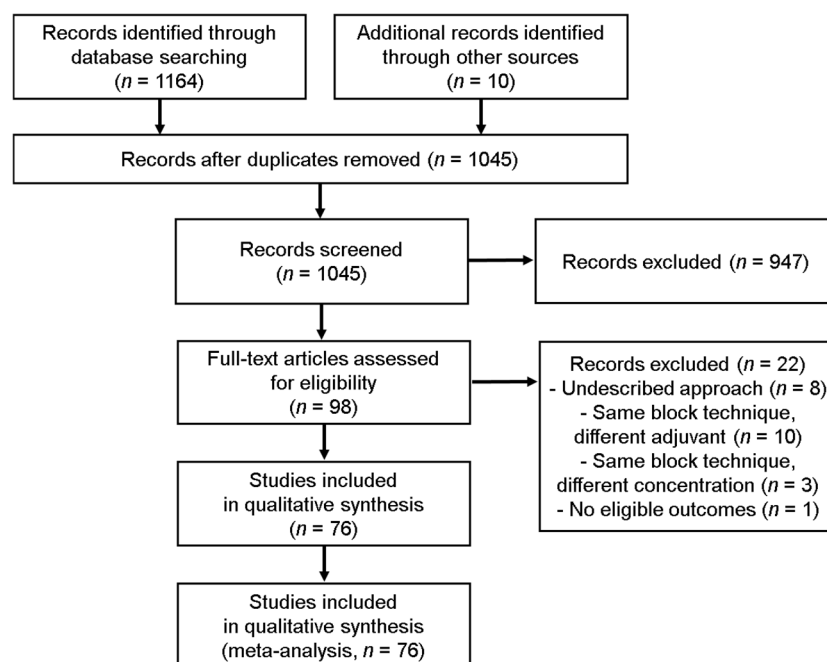 Records identified through
database searching
(n = 1164)
Additional records identified
through other sources
(n = 10)
Records after duplicates removed (n = 1045)
Records screened
(n = 1045)
Records excluded (n = 947)
Full-text articles assessed
for eligibility
(n = 98)
Records excluded (n = 22)
- Undescribed approach (n = 8)
- Same block technique,
different adjuvant (n = 10)
- Same block technique,
different concentration (n = 3)
- No eligible outcomes (n = 1)
Studies included
in qualitative synthesis
(n = 76)
Studies included
in qualitative synthesis
(meta-analysis, n = 76)